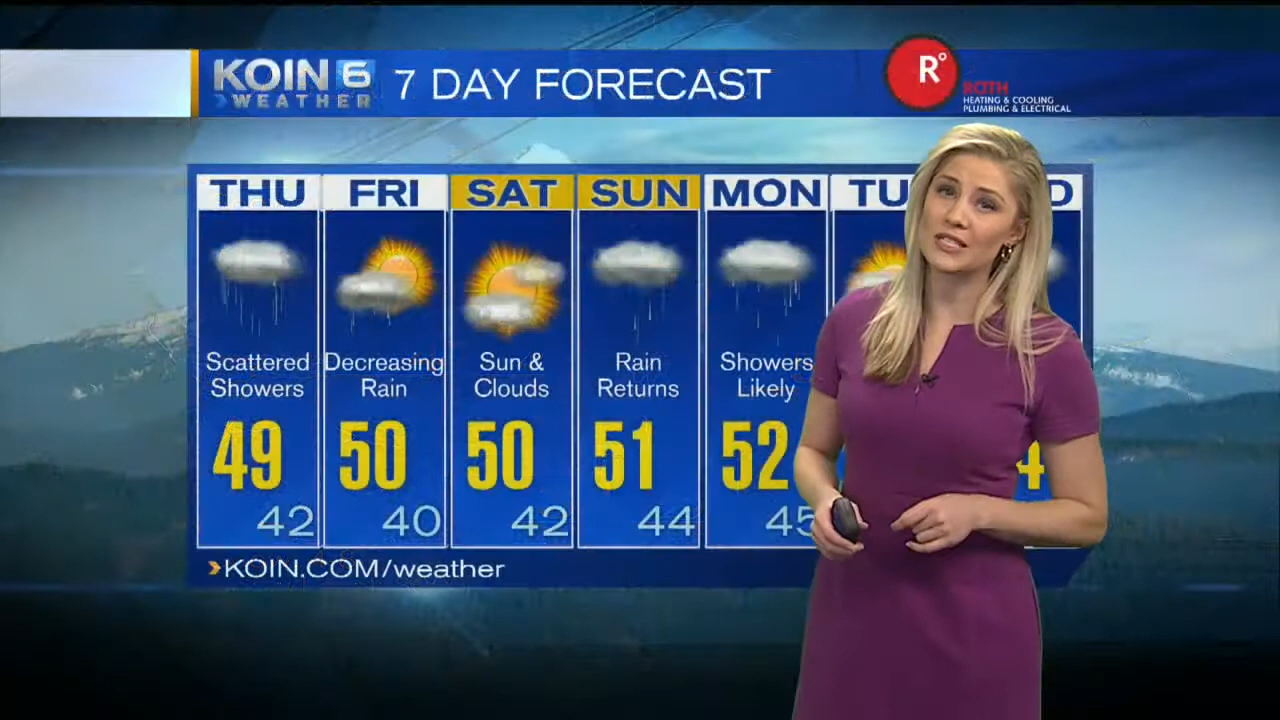 KOIN 6
WEATHER
7 DAY FORECAST
R°
ROTH
HEATING & COOLING
PLUMBING & ELECTRICAL
THU FRI SAT SUN MON TU D
Scattered Showers
Decreasing Rain
Sun & Clouds
Rain Returns
Showers Likely
49 50 50 51 52 4
42 40 42 44 45
KOIN.COM/weather